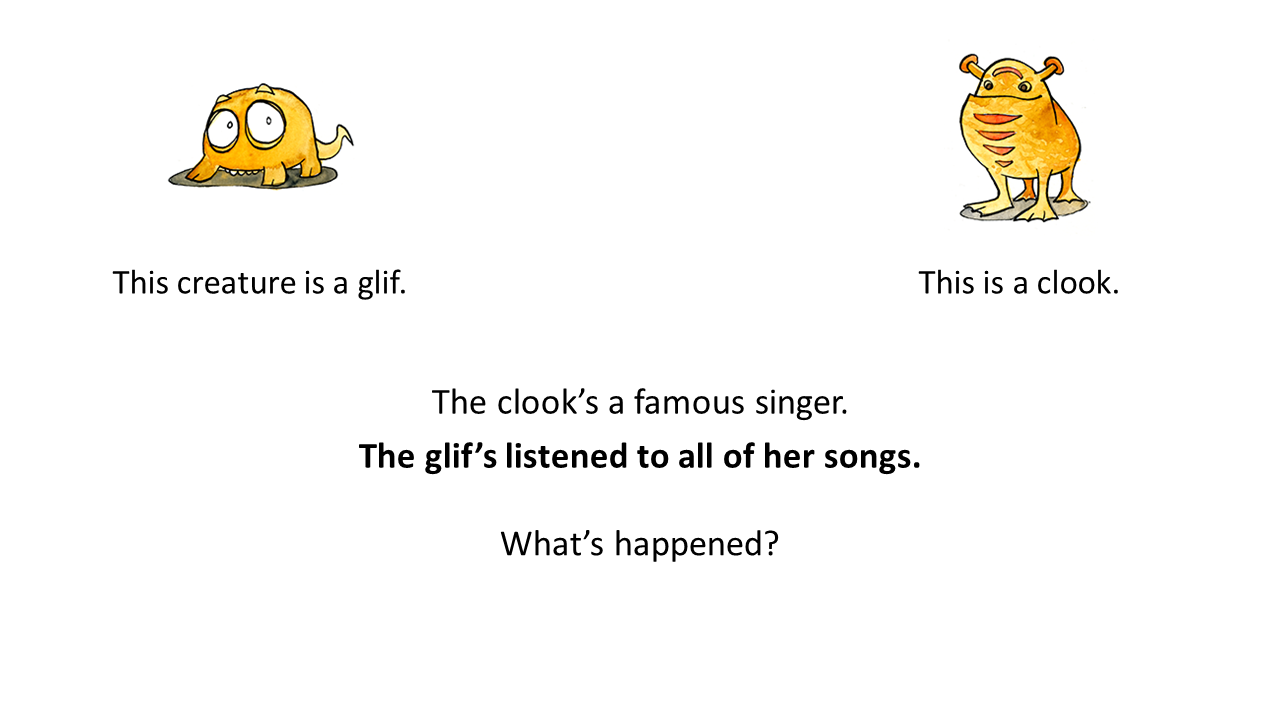 This creature is a glif.
This is a clook.
The clook’s a famous singer.
The glif’s listened to all of her songs.
What’s happened?